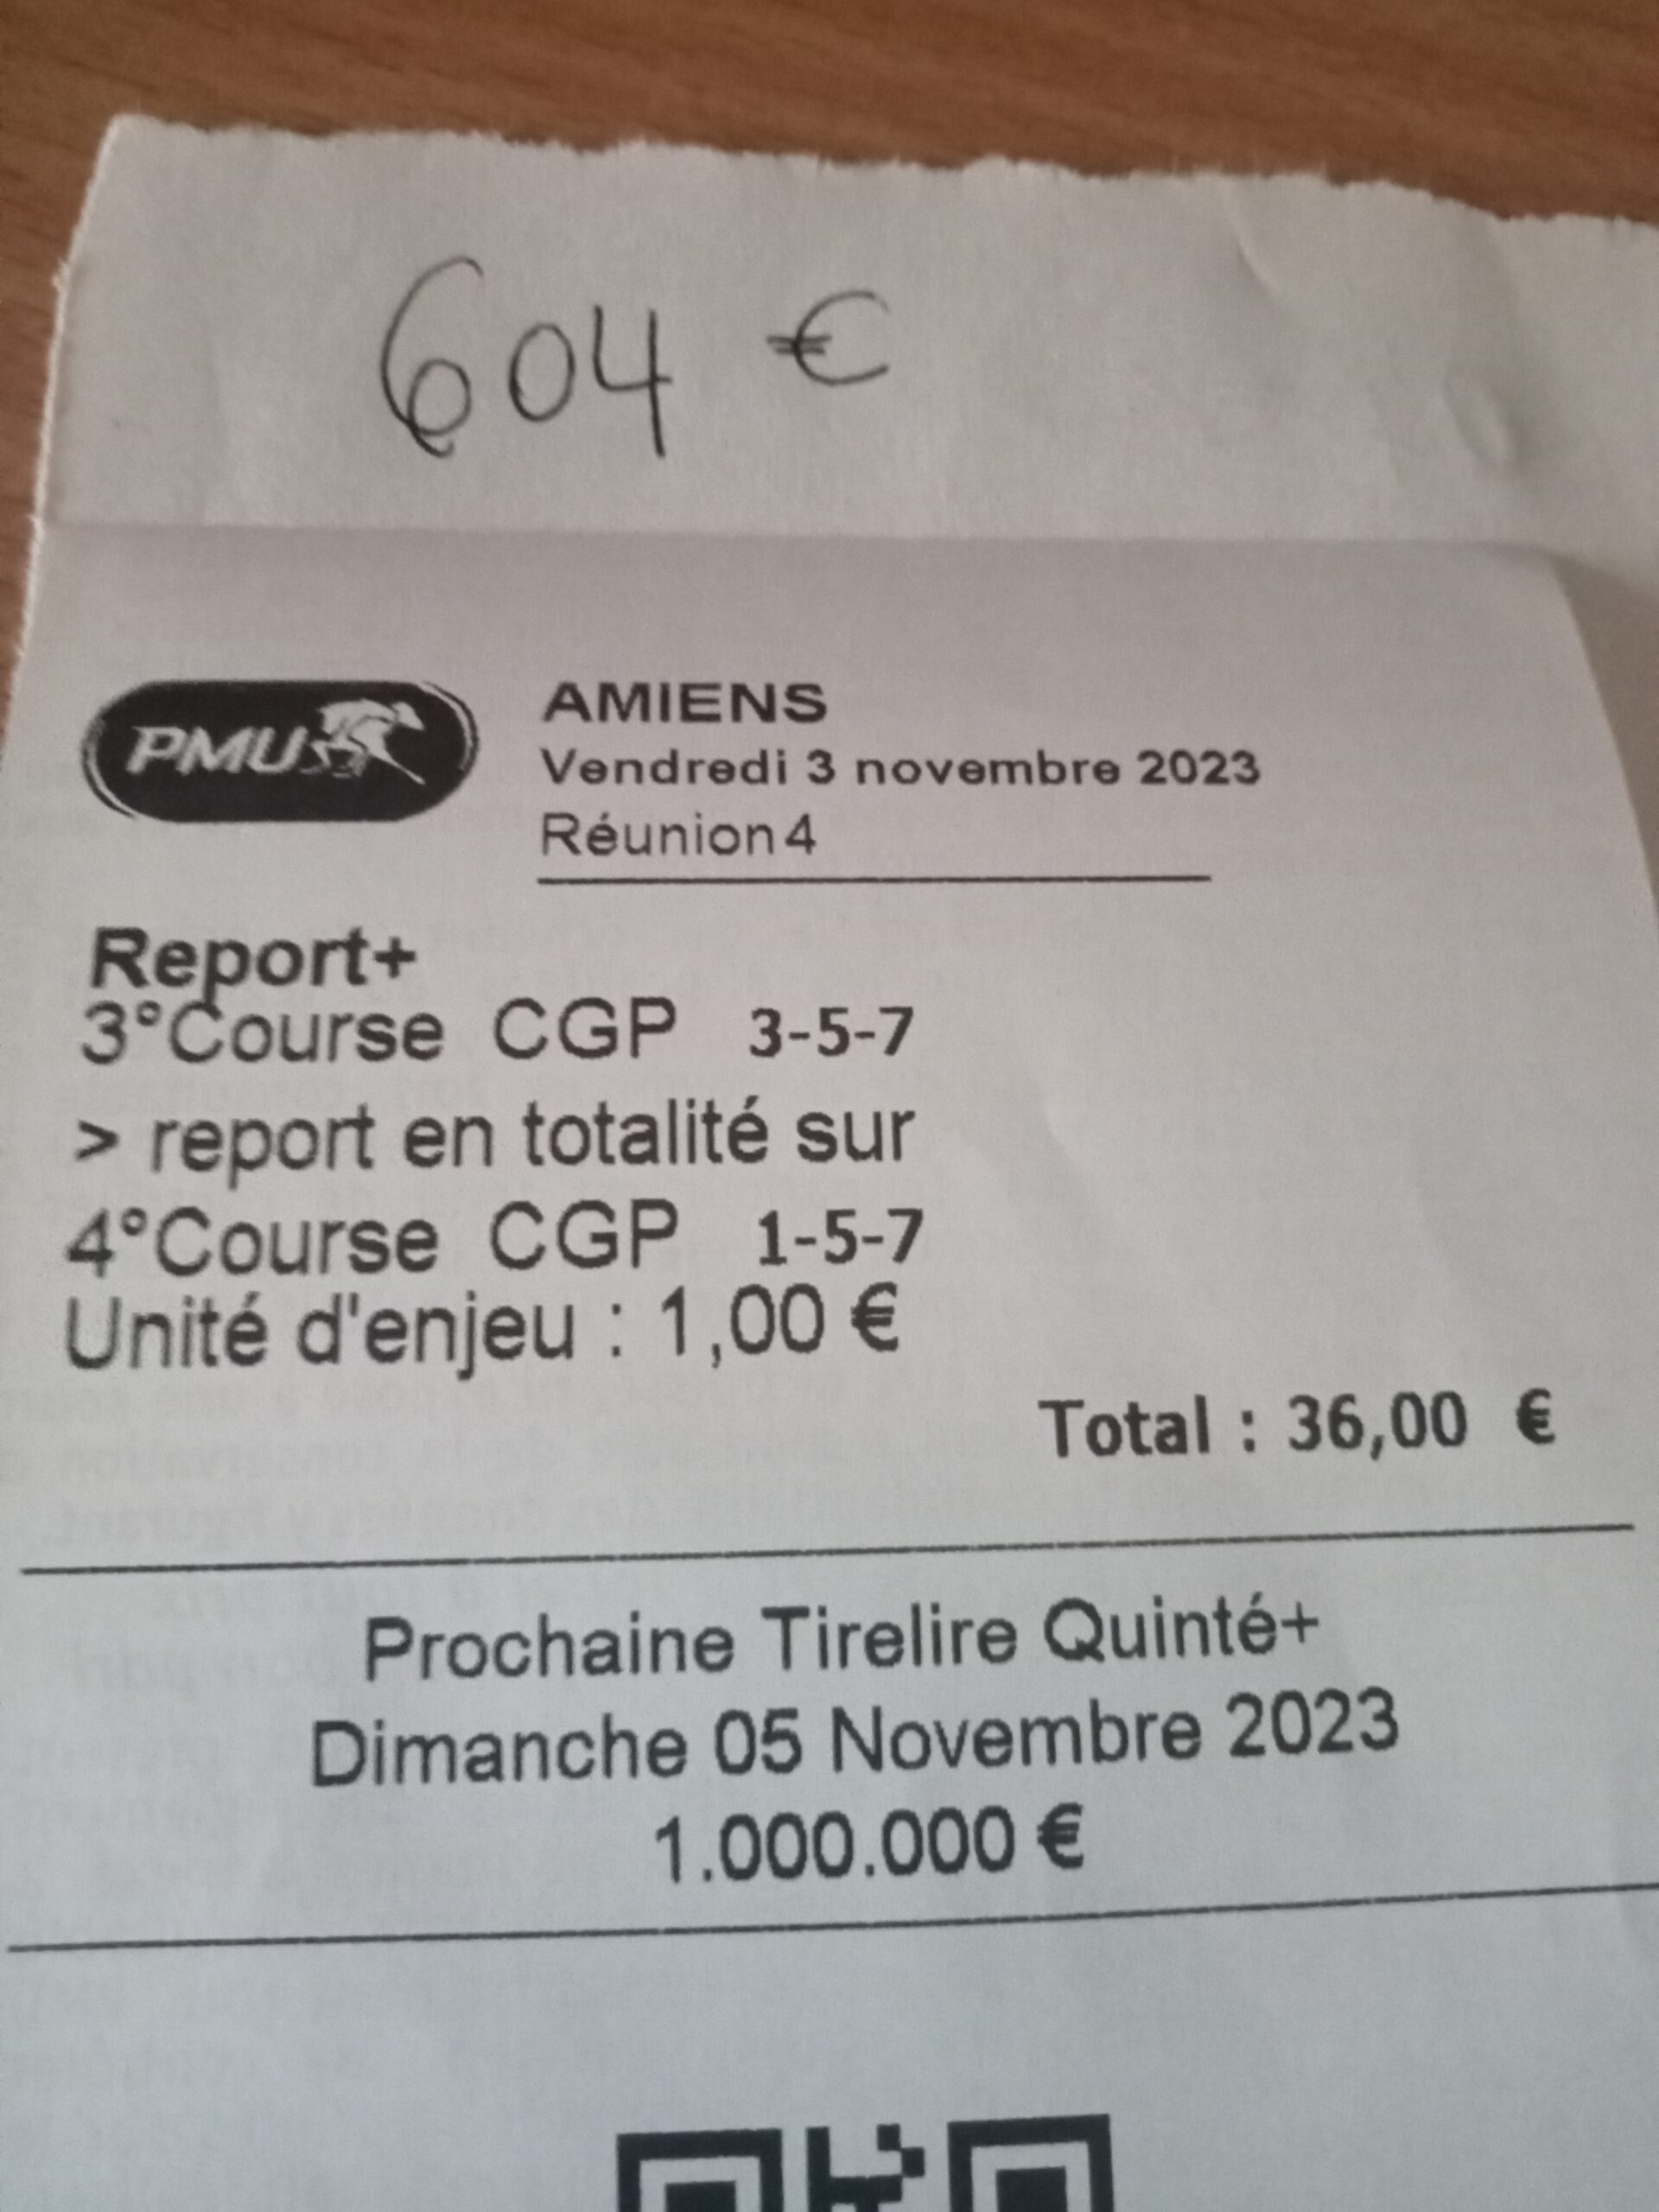 604 €
PMU
AMIENS
Vendredi 3 novembre 2023
Réunion 4
Report+
3°Course CGP 3-5-7
> report en totalité sur
4°Course CGP 1-5-7
Unité d'enjeu : 1,00 €
Total : 36,00 €
Prochaine Tirelire Quinté+
Dimanche 05 Novembre 2023
1.000.000 €